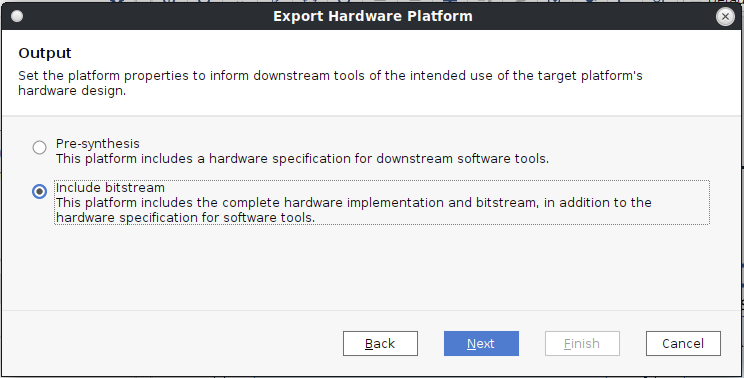 Export Hardware Platform
Output
Set the platform properties to inform downstream tools of the intended use of the target platform's
hardware design.
Pre-synthesis
This platform includes a hardware specification for downstream software tools.
Include bitstream
This platform includes the complete hardware implementation and bitstream, in addition to the
hardware specification for software tools.
Back
Next
Finish
Cancel